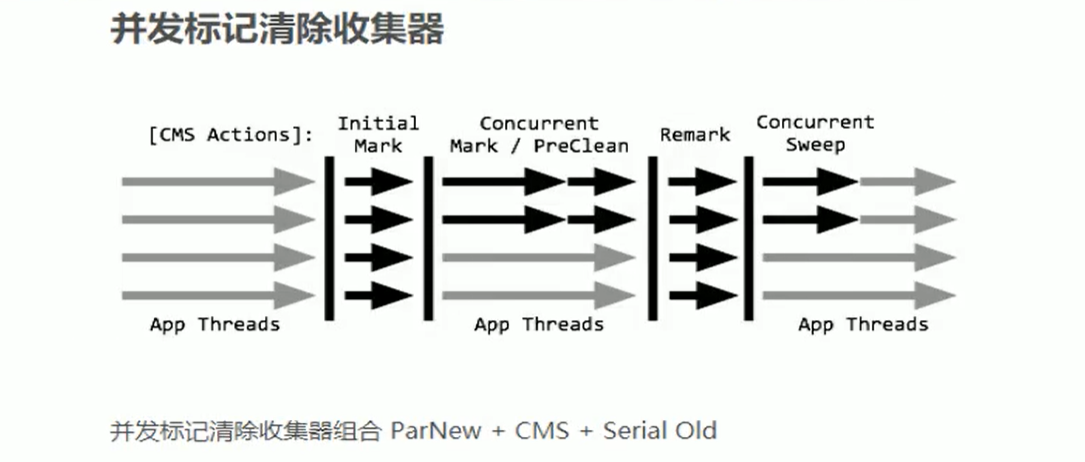 并发标记清除收集器
[CMS Actions]:
Initial
Mark
Concurrent
Mark / PreClean
Remark
Concurrent
Sweep
App Threads
App Threads
App Threads
并发标记清除收集器组合 ParNew + CMS + Serial Old